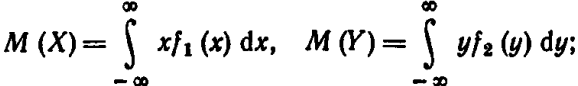 M (X) = ∫_{-∞}^{∞} x f₁ (x) dx, M (Y) = ∫_{-∞}^{∞} y f₂ (y) dy;